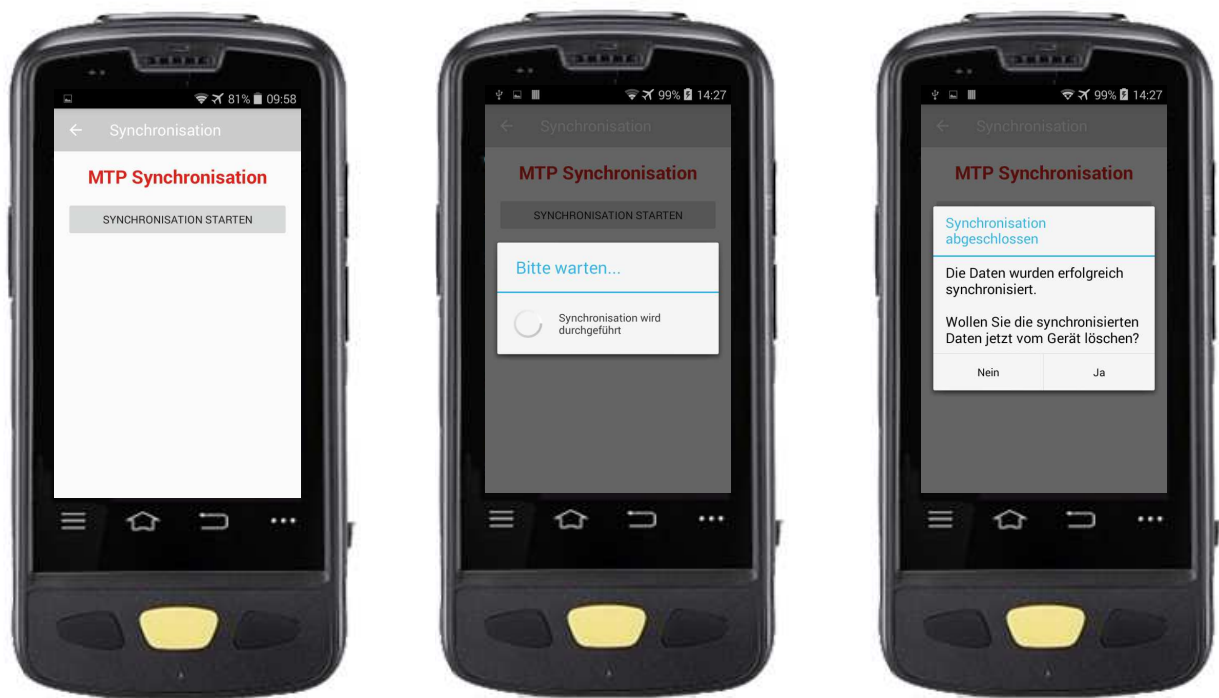 81% 09:58
Synchronisation
MTP Synchronisation
SYNCHRONISATION STARTEN
99% 14:27
Synchronisation
MTP Synchronisation
SYNCHRONISATION STARTEN
Bitte warten...
Synchronisation wird
durchgeführt
99% 14:27
Synchronisation
MTP Synchronisation
Synchronisation
abgeschlossen
Die Daten wurden erfolgreich
synchronisiert.
Wollen Sie die synchronisierten
Daten jetzt vom Gerät löschen?
Nein Ja